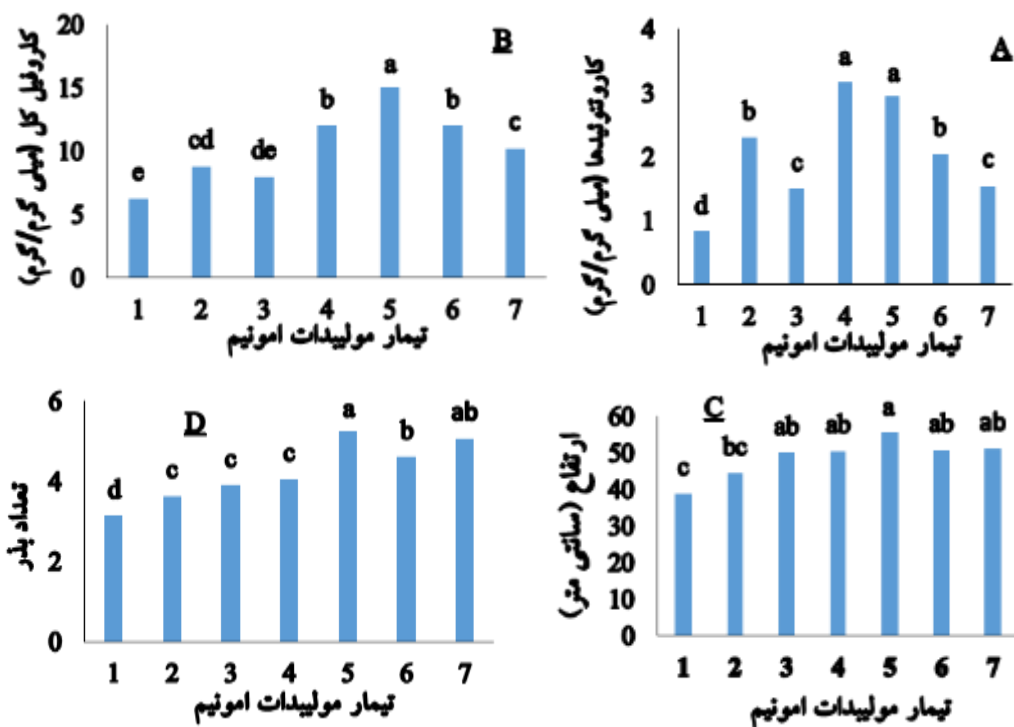 A
کاروتنوئیدها (میلی گرم/گرم)
4
3
2
1
0
d b c a a b c
1 2 3 4 5 6 7
تیمار مولیبدات امونیم
B
کلروفیل کل (میلی گرم/گرم)
20
15
10
5
0
e cd de b a b c
1 2 3 4 5 6 7
تیمار مولیبدات امونیم
C
ارتفاع (سانتی متر)
60
50
40
30
20
10
0
c bc ab ab a ab ab
1 2 3 4 5 6 7
تیمار مولیبدات امونیم
D
تعداد بذر
6
4
2
0
d c c c a b ab
1 2 3 4 5 6 7
تیمار مولیبدات امونیم